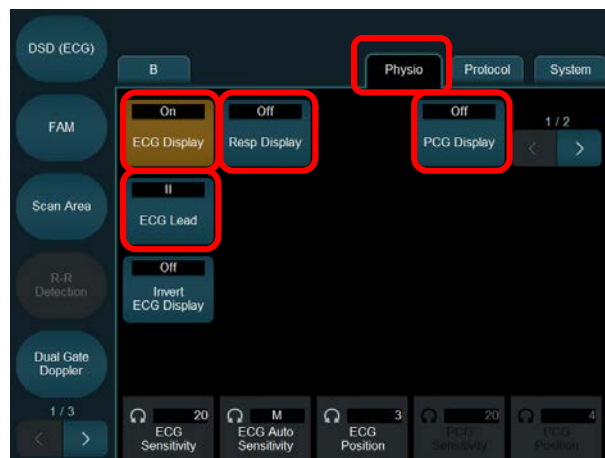 DSD (ECG)
FAM
Scan Area
R-R
Detection
Dual Gate
Doppler
1 / 3
B
Physio
Protocol
System
On
ECG Display
Off
Resp Display
Off
PCG Display
1 / 2
II
ECG Lead
Off
Invert
ECG Display
20
ECG
Sensitivity
M
ECG Auto
Sensitivity
3
ECG
Position
20
PCG
Sensitivity
4
PCG
Position